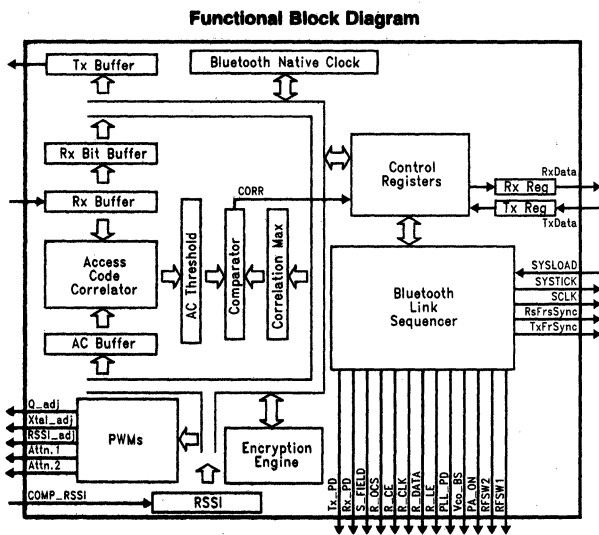 Functional Block Diagram
Tx Buffer
Bluetooth Native Clock
Rx Bit Buffer
Rx Buffer
Access
Code
Correlator
AC Buffer
AC Threshold
Comparator
Correlation Max
CORR
Control
Registers
RxData
Rx Reg
Tx Reg
TxData
Bluetooth
Link
Sequencer
SYSLOAD
SYSTICK
SCLK
RsFrsSync
TxFrSync
Q_adj
Xtal_adj
RSSI_adj
Attn.1
Attn.2
PWMs
Encryption
Engine
COMP_RSSI
RSSI
Tx_PD
Rx_PD
S_FIELD
R_OCS
R_CE
R_CLK
R_DATA
R_LE
PLL_PD
Vco_BS
PA_ON
RFSW2
RFSW1